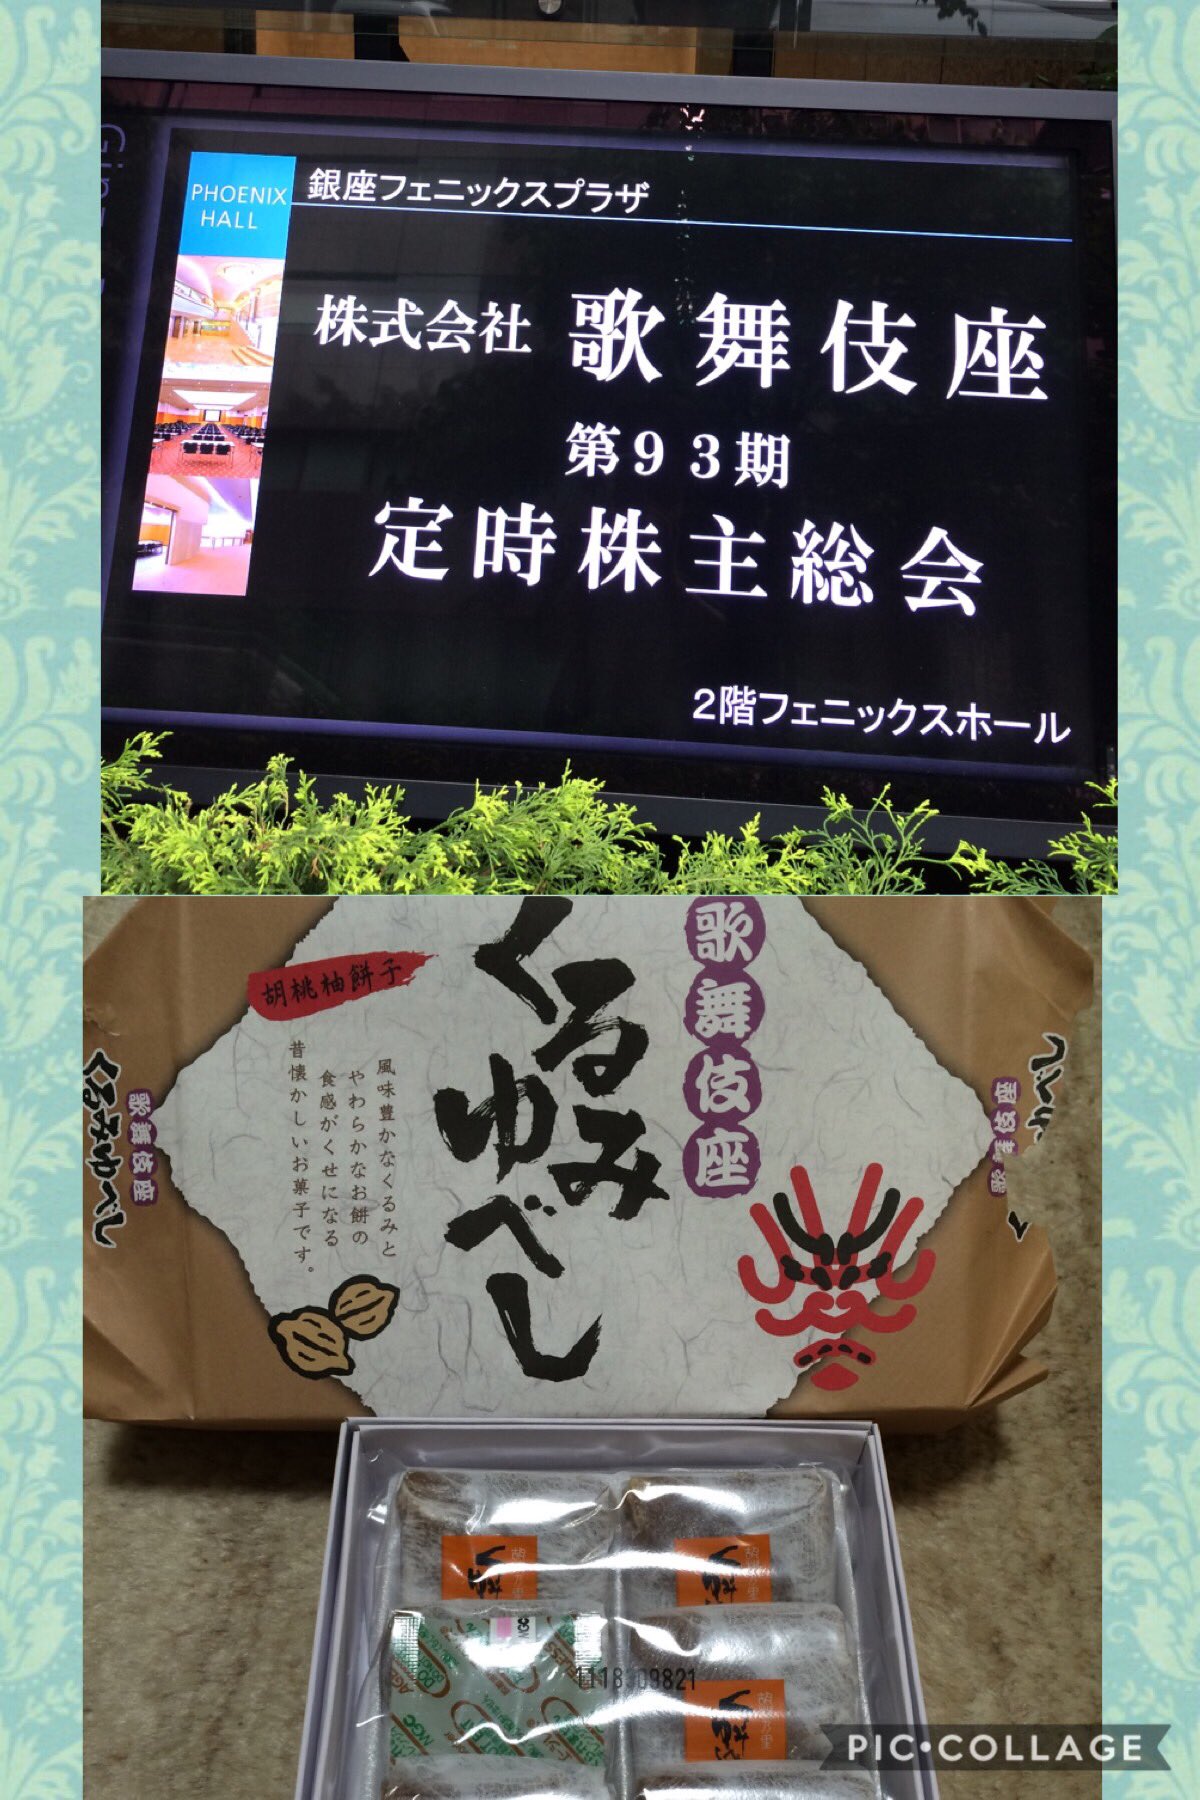 PHOENIX
HALL
銀座フェニックスプラザ
株式会社 歌舞伎座
第93期
定時株主総会
2階フェニックスホール
歌舞伎座
くるみ
ゆべし
胡桃柚餅子
風味豊かなくるみと
やわらかなお餅の
食感がくせになる
昔懐かしいお菓子です。
歌舞伎座
くるみゆべし
歌舞伎座
PIC•COLLAGE